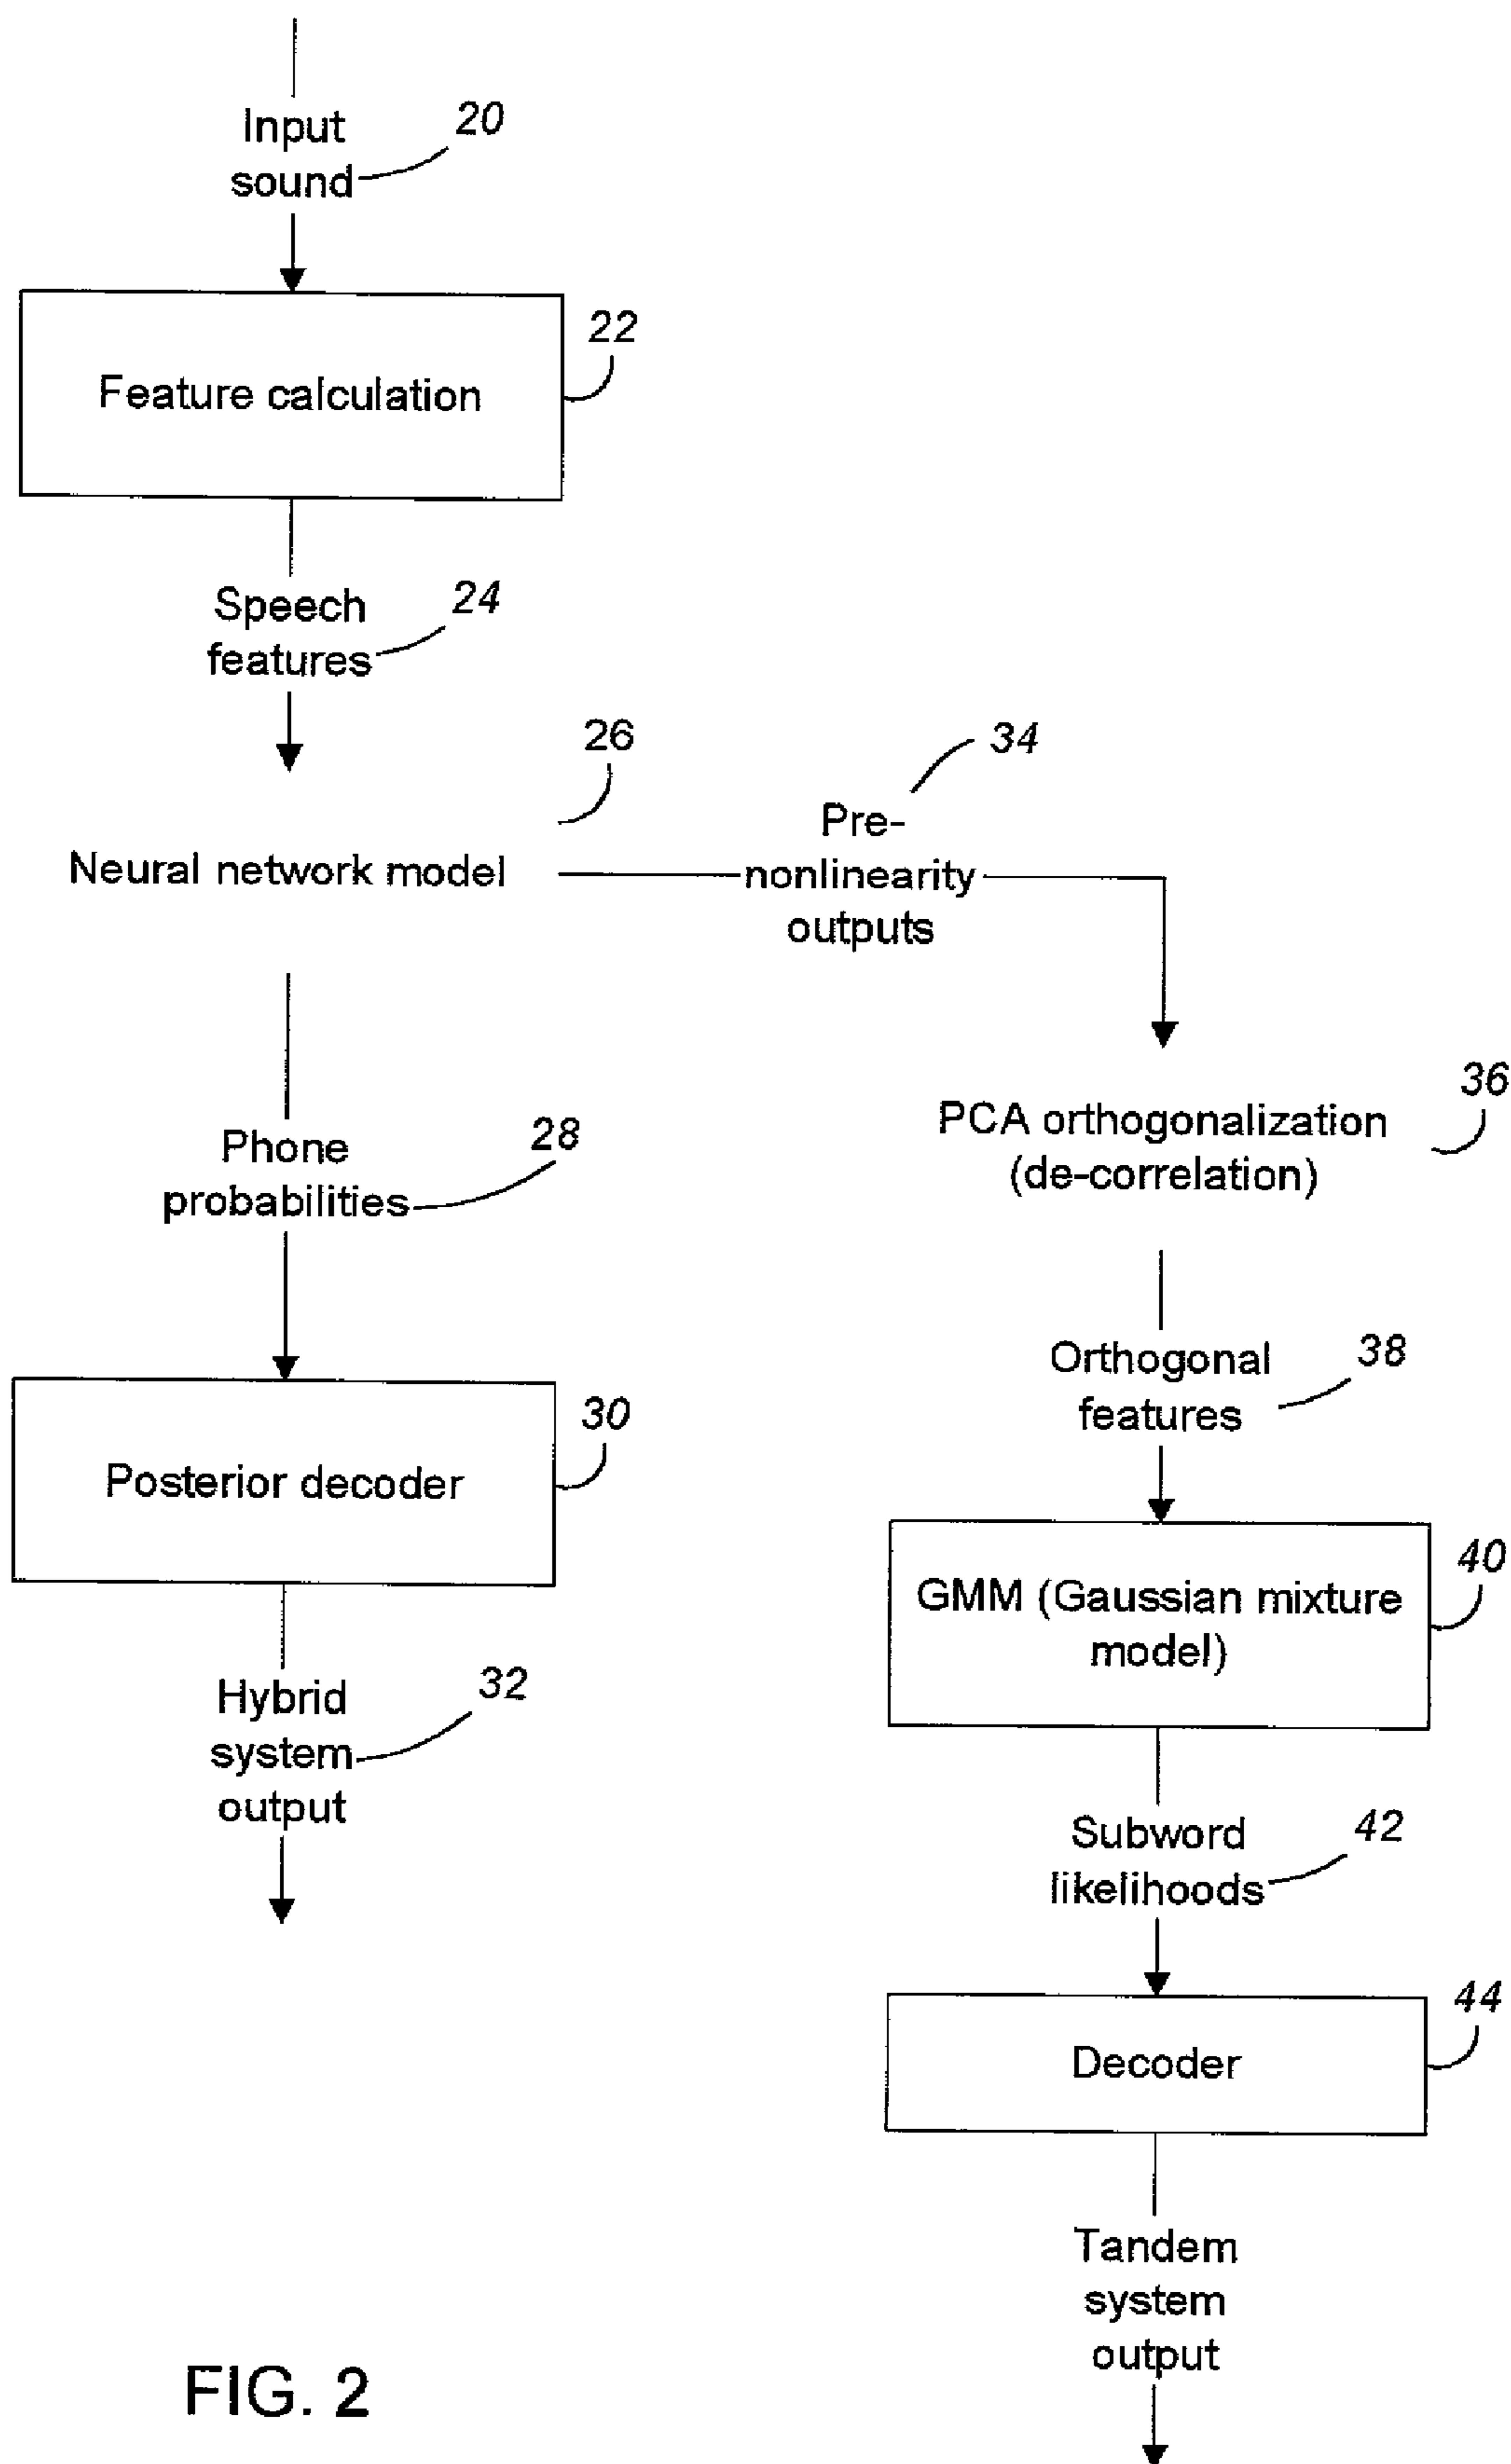 Input
sound
20
Feature calculation
22
Speech
features
24
Neural network model
26
Pre-
nonlinearity
outputs
34
PCA orthogonalization
(de-correlation)
36
Phone
probabilities
28
Orthogonal
features
38
Posterior decoder
30
GMM (Gaussian mixture
model)
40
Hybrid
system
output
32
Subword
likelihoods
42
Decoder
44
Tandem
system
output
FIG. 2